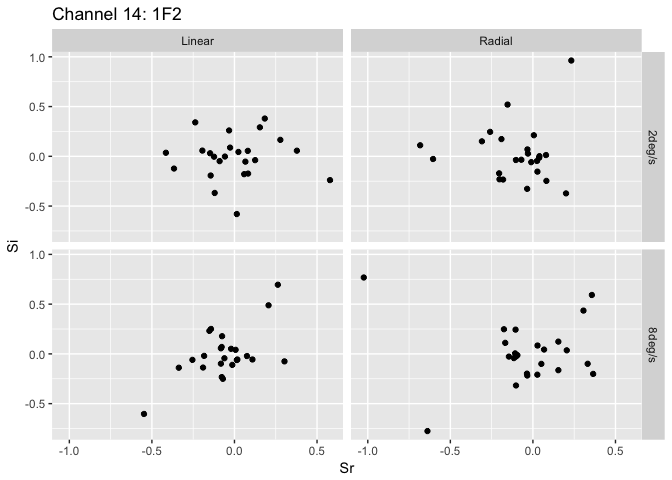 Channel 14: 1F2
Linear
Radial
1.0
0.5
0.0
-0.5
2deg/s
Si
1.0
0.5
0.0
-0.5
8deg/s
-1.0 -0.5 0.0 0.5 -1.0 -0.5 0.0 0.5
Sr